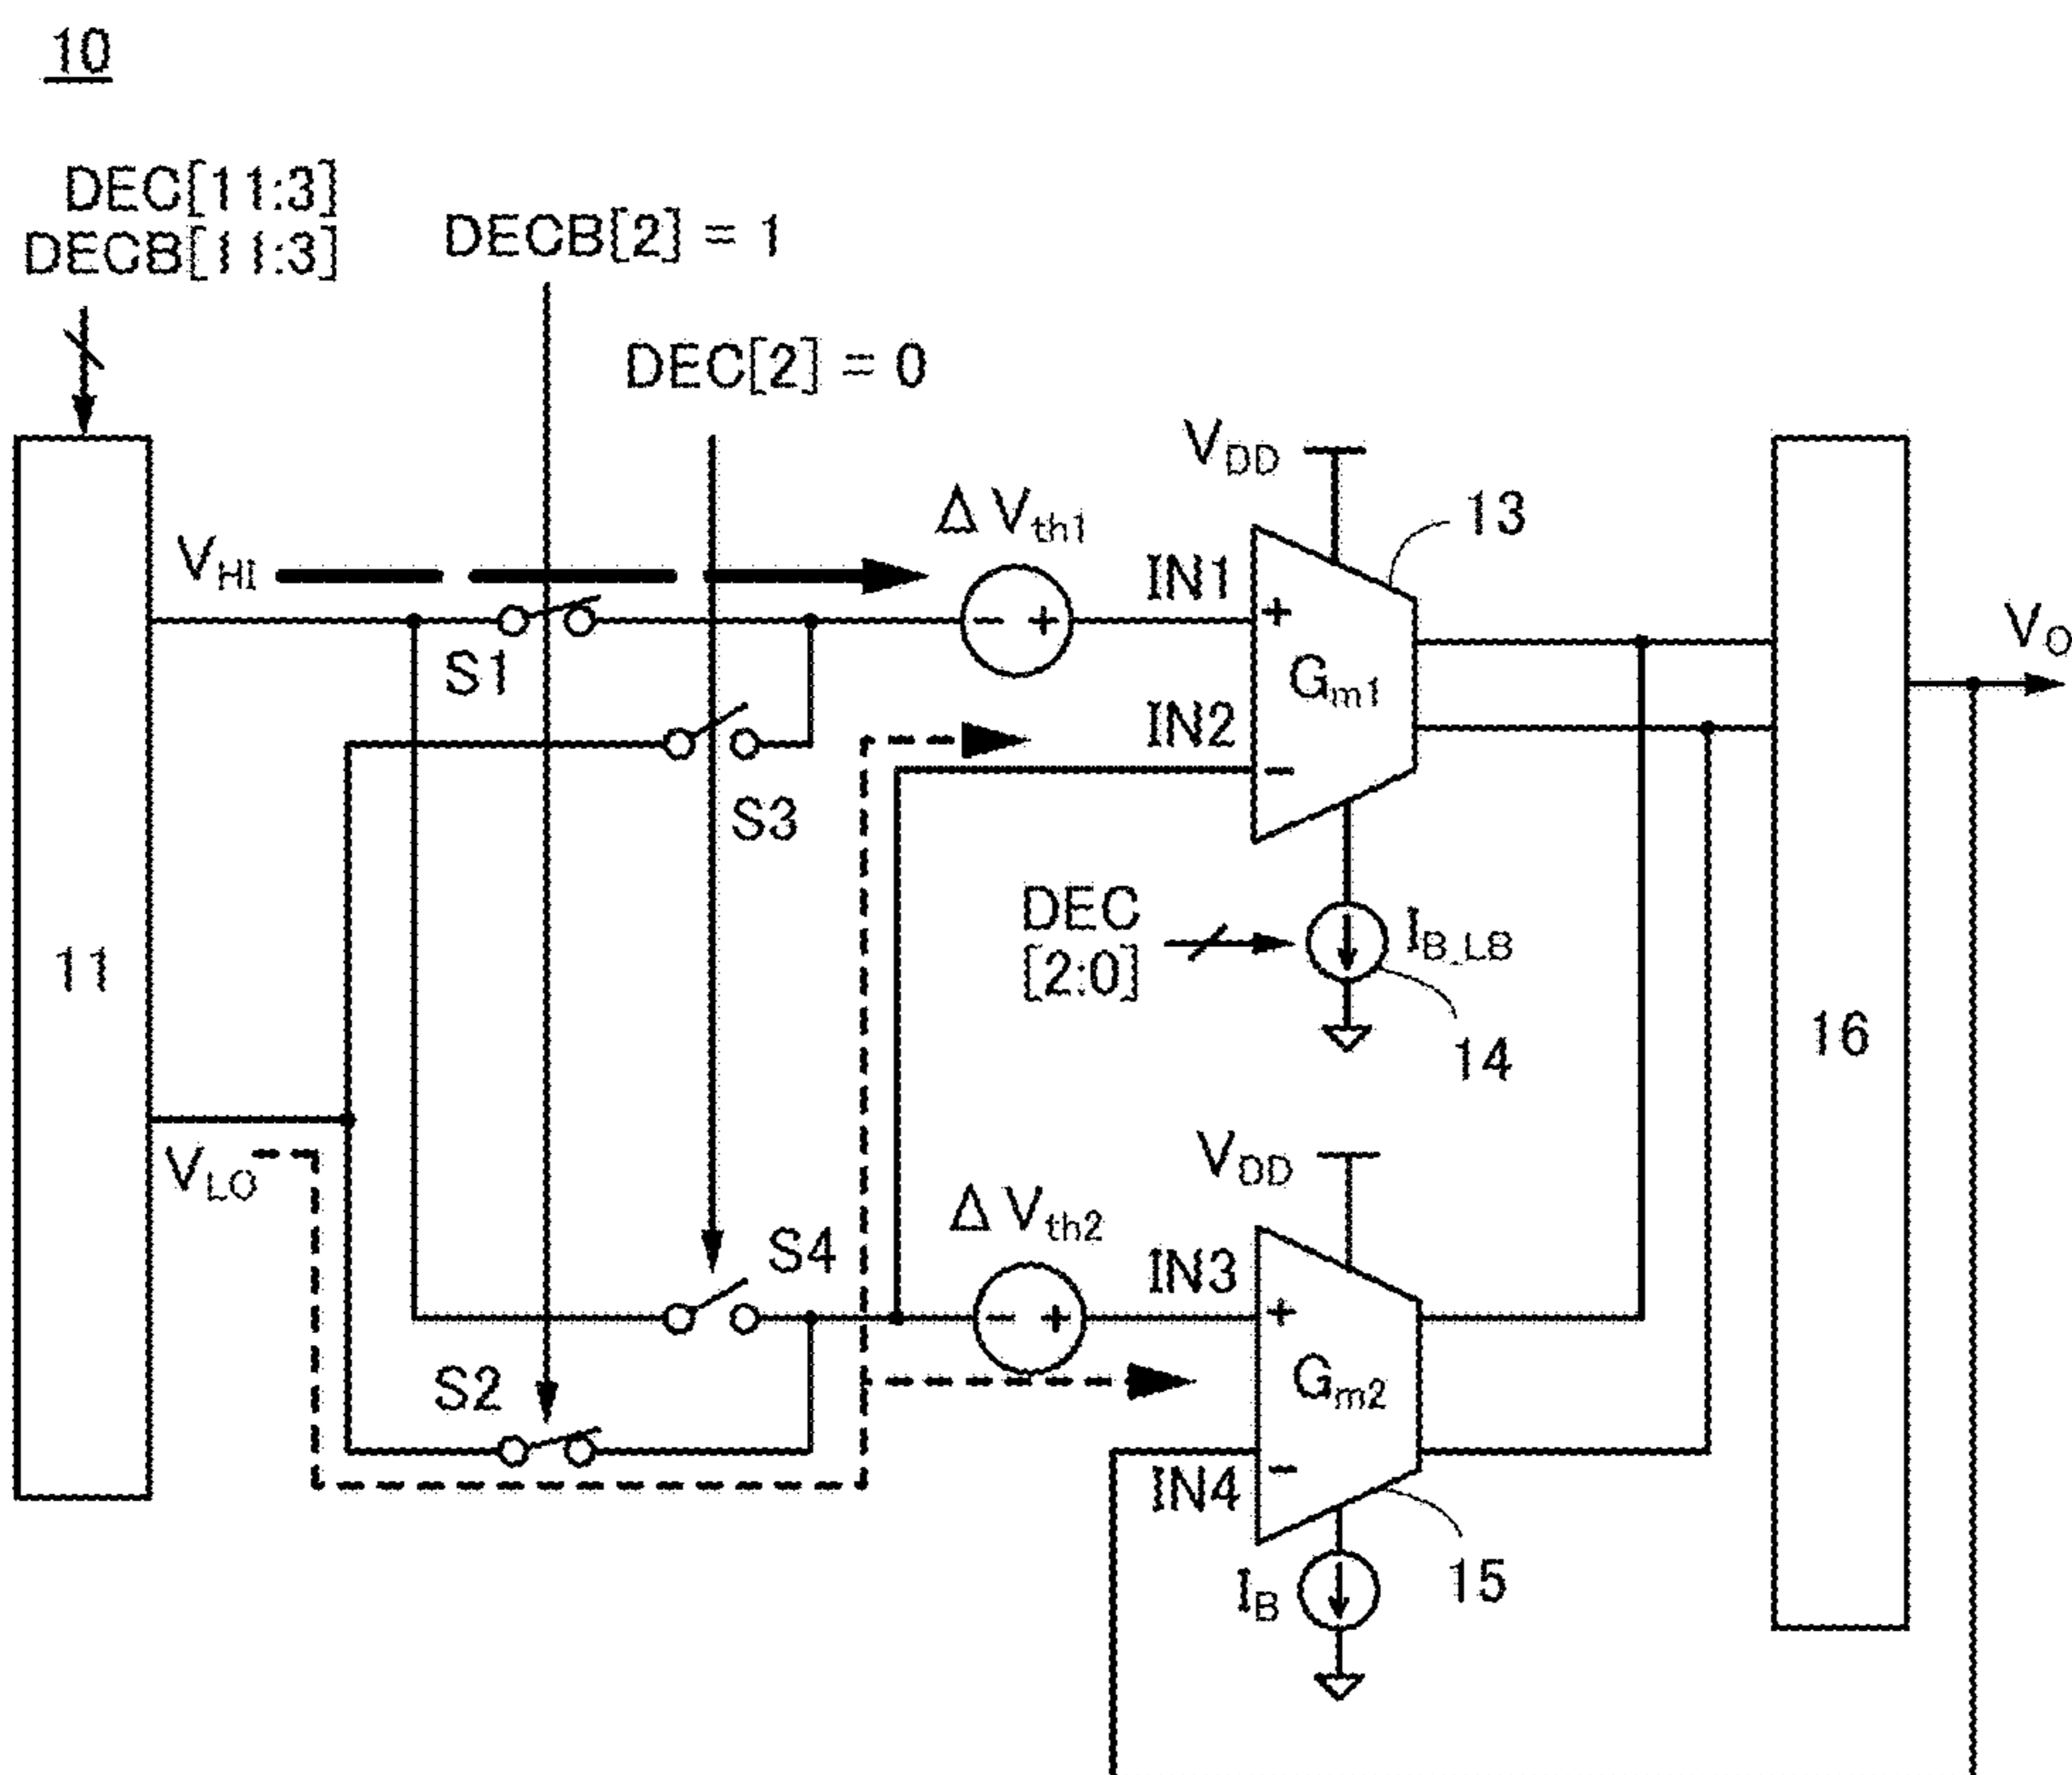 10
DEC[11:3]
DECB[11:3]
DECB[2] = 1
DEC[2] = 0
VDD
13
ΔVth1
VHI
IN1
+
- +
Gm1
S1
VO
IN2
-
S3
DEC
[2:0]
IB_LB
14
11
16
VLO
VDD
ΔVth2
S4
IN3
+
- +
Gm2
S2
IN4
-
15
IB